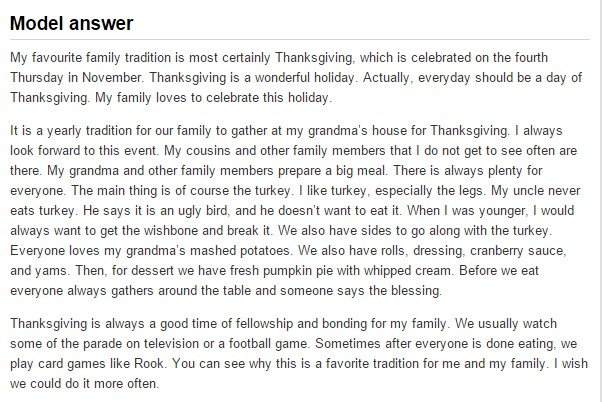 Model answer
My favourite family tradition is most certainly Thanksgiving, which is celebrated on the fourth
Thursday in November. Thanksgiving is a wonderful holiday. Actually, everyday should be a day of
Thanksgiving. My family loves to celebrate this holiday.
It is a yearly tradition for our family to gather at my grandma's house for Thanksgiving. I always
look forward to this event. My cousins and other family members that I do not get to see often are
there. My grandma and other family members prepare a big meal. There is always plenty for
everyone. The main thing is of course the turkey. I like turkey, especially the legs. My uncle never
eats turkey. He says it is an ugly bird, and he doesn't want to eat it. When I was younger, I would
always want to get the wishbone and break it. We also have sides to go along with the turkey.
Everyone loves my grandma's mashed potatoes. We also have rolls, dressing, cranberry sauce,
and yams. Then, for dessert we have fresh pumpkin pie with whipped cream. Before we eat
everyone always gathers around the table and someone says the blessing.
Thanksgiving is always a good time of fellowship and bonding for my family. We usually watch
some of the parade on television or a football game. Sometimes after everyone is done eating, we
play card games like Rook. You can see why this is a favorite tradition for me and my family. I wish
we could do it more often.